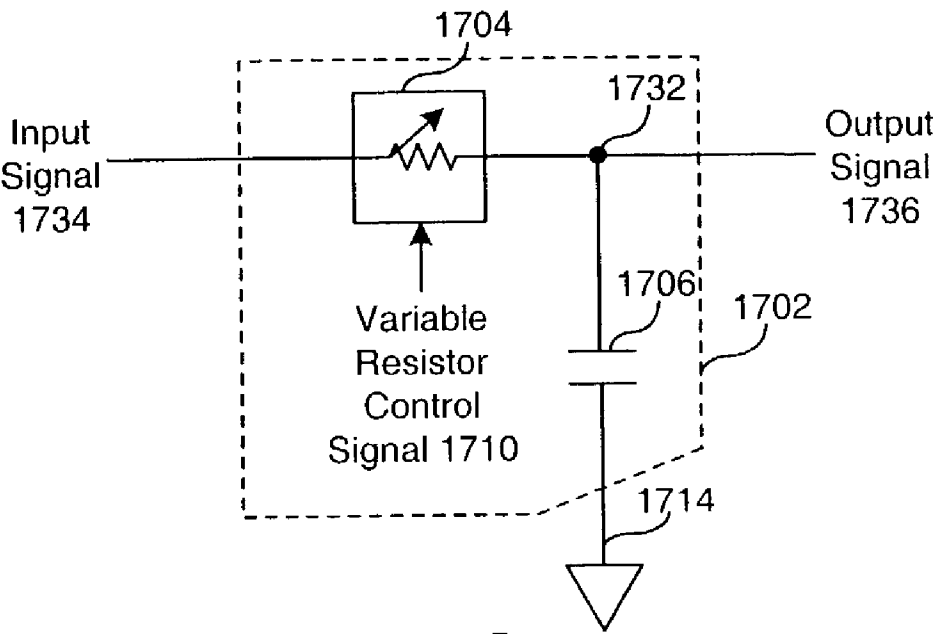 1704
1732
Input
Signal
1734
Output
Signal
1736
1706
1702
Variable
Resistor
Control
Signal 1710
1714